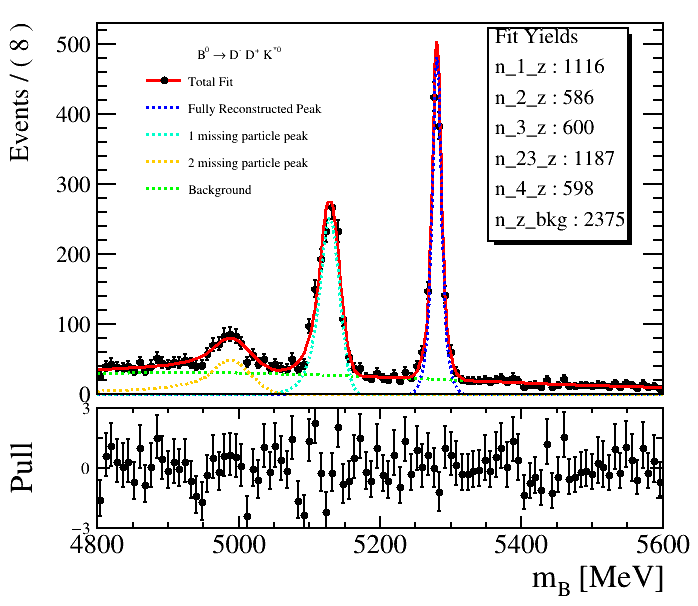 Events / ( 8 )
500
400
300
200
100
0
B⁰ → D⁻ D⁺ K*⁰
Total Fit
Fully Reconstructed Peak
1 missing particle peak
2 missing particle peak
Background
Fit Yields
n_1_z : 1116
n_2_z : 586
n_3_z : 600
n_23_z : 1187
n_4_z : 598
n_z_bkg : 2375
Pull
3
0
−3
4800 5000 5200 5400 5600
m_B [MeV]